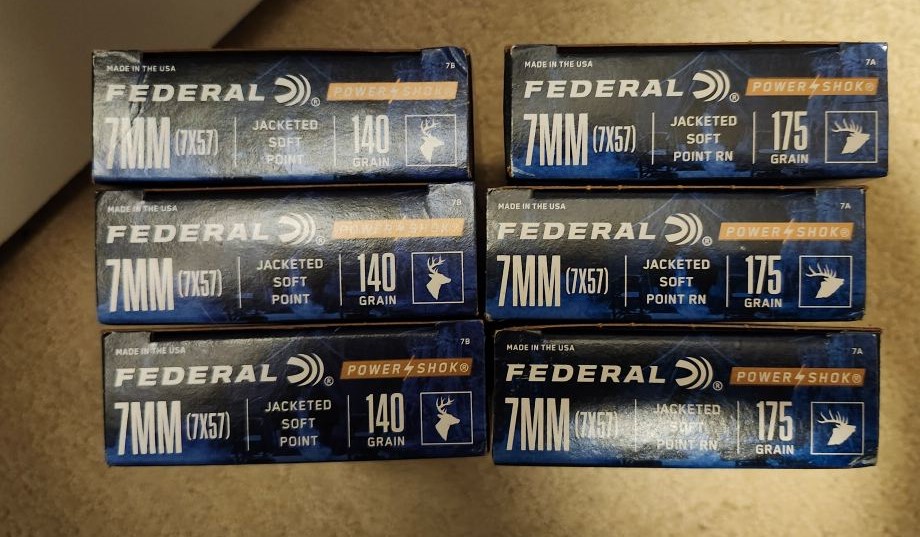 MADE IN THE USA 7B
FEDERAL® POWER SHOK®
7MM (7X57) JACKETED SOFT POINT 140 GRAIN
MADE IN THE USA 7A
FEDERAL® POWER SHOK®
7MM (7X57) JACKETED SOFT POINT RN 175 GRAIN
MADE IN THE USA 7B
FEDERAL® POWER SHOK®
7MM (7X57) JACKETED SOFT POINT 140 GRAIN
MADE IN THE USA 7A
FEDERAL® POWER SHOK®
7MM (7X57) JACKETED SOFT POINT RN 175 GRAIN
MADE IN THE USA 7B
FEDERAL® POWER SHOK®
7MM (7X57) JACKETED SOFT POINT 140 GRAIN
MADE IN THE USA 7A
FEDERAL® POWER SHOK®
7MM (7X57) JACKETED SOFT POINT RN 175 GRAIN